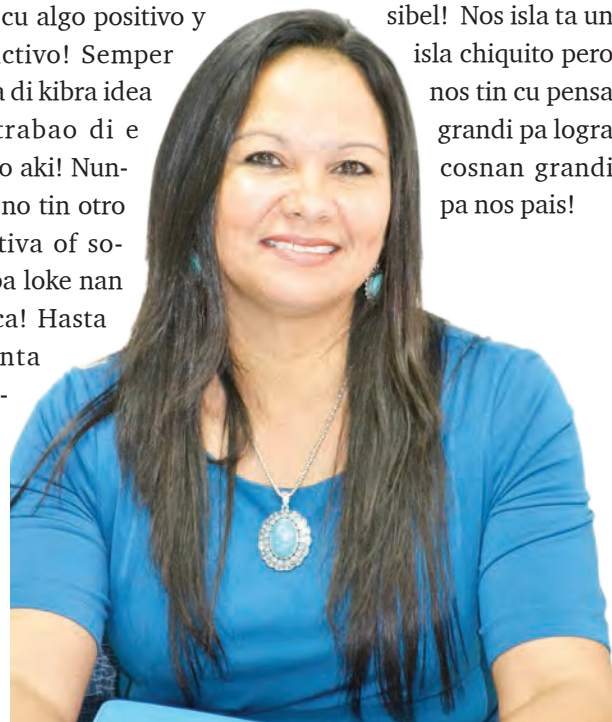 cu algo positivo y
ctivo! Semper
di kibra idea
trabao di e
o aki! Nun-
no tin otro
tiva of so-
pa loke nan
ca! Hasta
nta
-
sibel! Nos isla ta un
isla chiquito pero
nos tin cu pensa
grandi pa logra
cosnan grandi
pa nos pais!